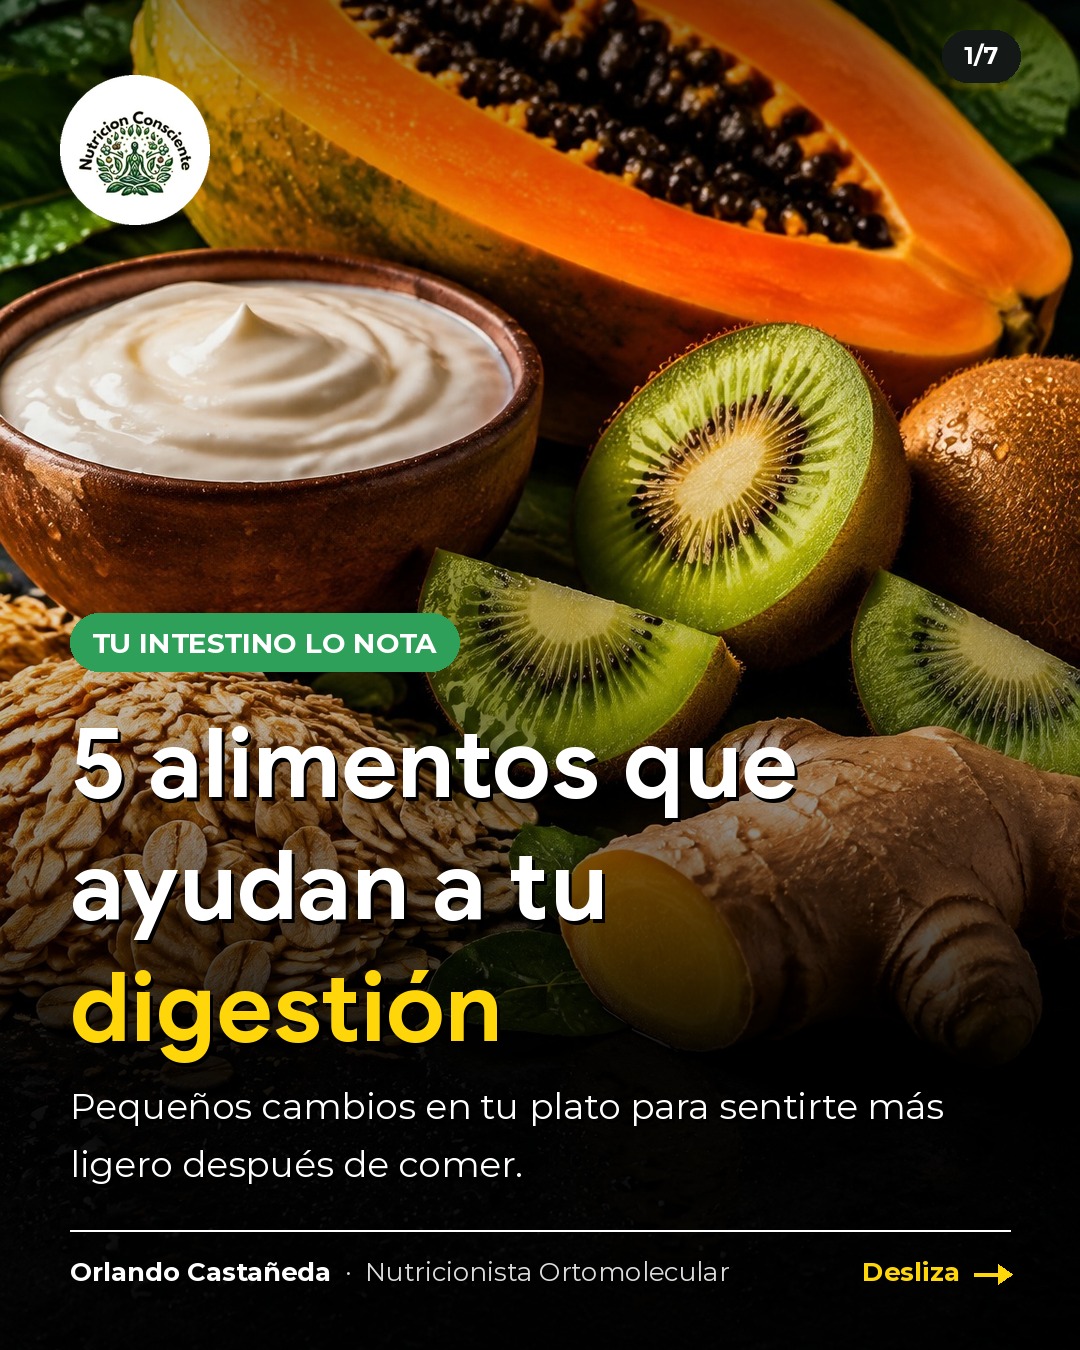 1/7
Nutricion Consciente
TU INTESTINO LO NOTA
5 alimentos que
ayudan a tu
digestión
Pequeños cambios en tu plato para sentirte más
ligero después de comer.
Orlando Castañeda · Nutricionista Ortomolecular
Desliza